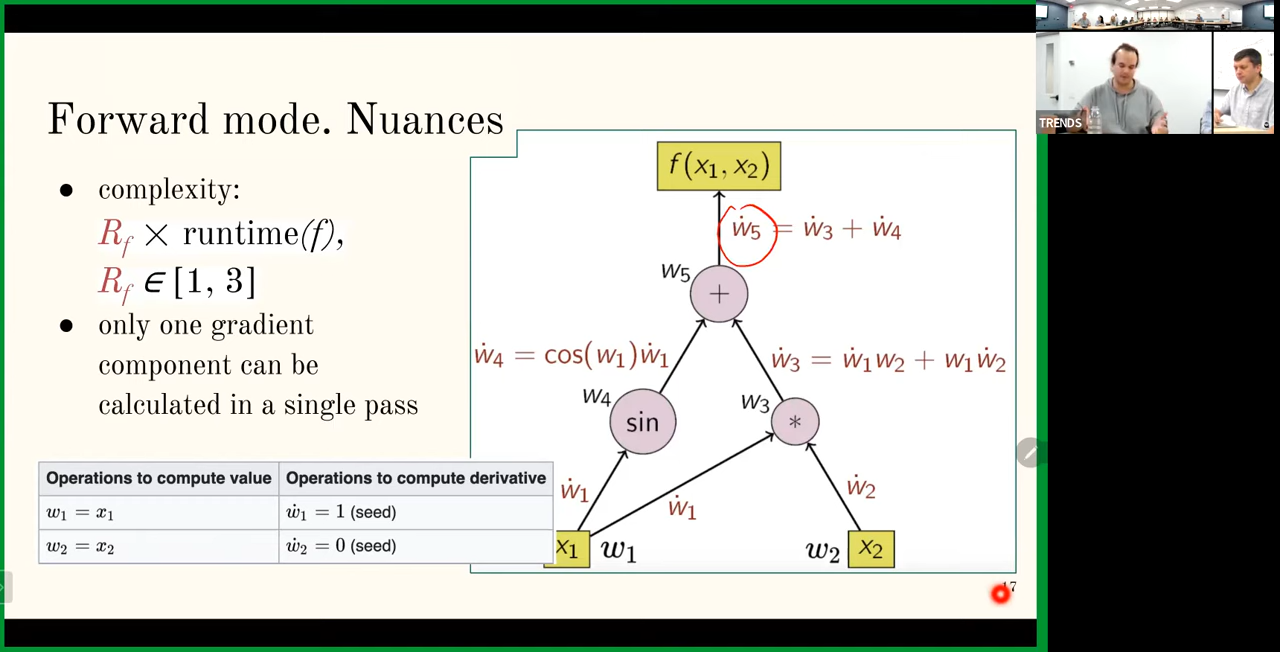 Forward mode. Nuances
● complexity:
R_f × runtime(f),
R_f ∈ [1, 3]
● only one gradient
component can be
calculated in a single pass
f(x₁, x₂)
ẇ₅ = ẇ₃ + ẇ₄
w₅
+
ẇ₄ = cos(w₁)ẇ₁
ẇ₃ = ẇ₁w₂ + w₁ẇ₂
w₄
sin
w₃
*
ẇ₁
ẇ₁
ẇ₂
x₁ w₁
w₂ x₂
Operations to compute value Operations to compute derivative
w₁ = x₁ ẇ₁ = 1 (seed)
w₂ = x₂ ẇ₂ = 0 (seed)
17
TRENDS